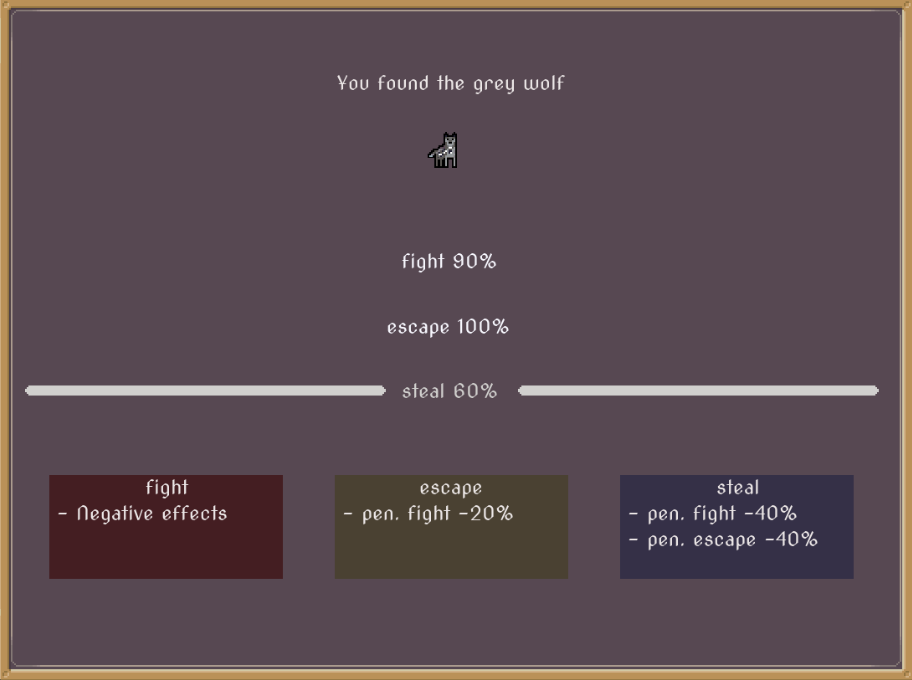 You found the grey wolf
fight 90%
escape 100%
steal 60%
fight
- Negative effects
escape
- pen. fight -20%
steal
- pen. fight -40%
- pen. escape -40%